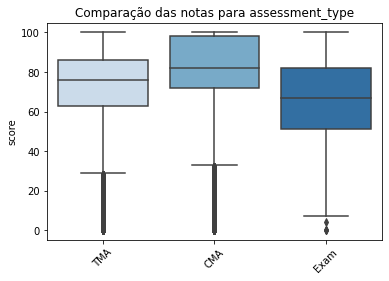 Comparação das notas para assessment_type
score
100
80
60
40
20
0
TMA
CMA
Exam